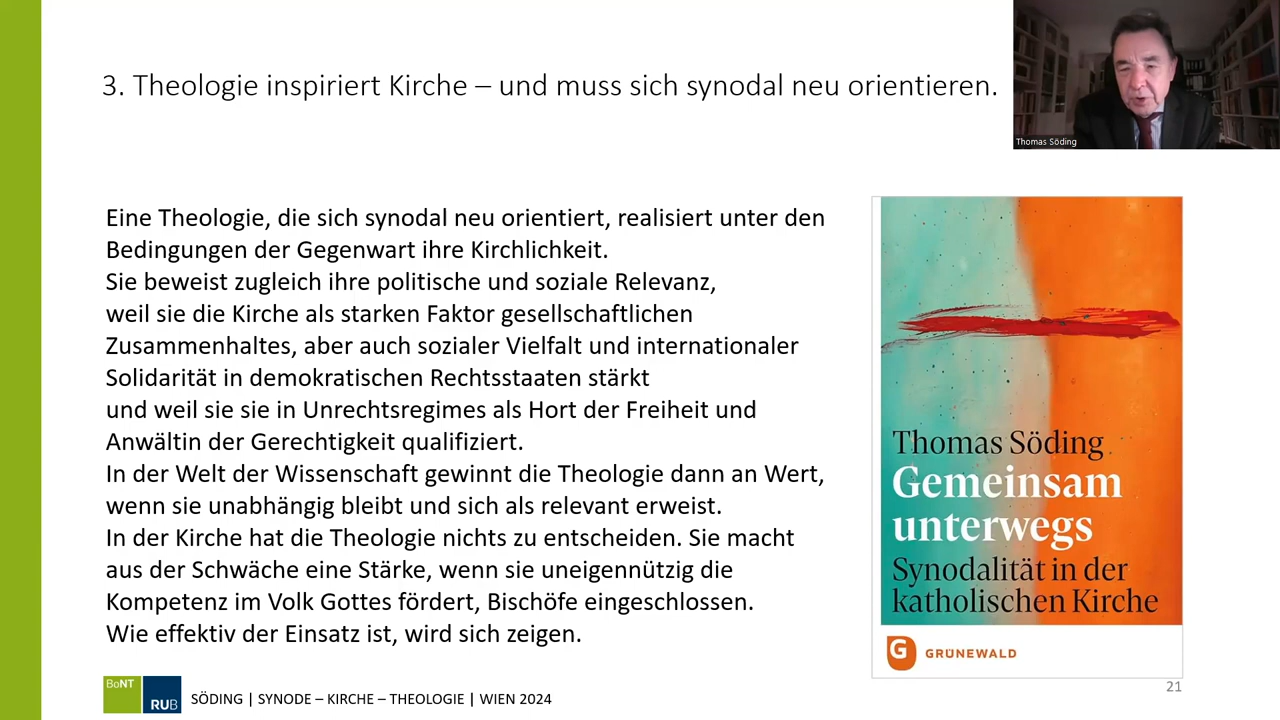 3. Theologie inspiriert Kirche – und muss sich synodal neu orientieren.
Thomas Söding
Eine Theologie, die sich synodal neu orientiert, realisiert unter den
Bedingungen der Gegenwart ihre Kirchlichkeit.
Sie beweist zugleich ihre politische und soziale Relevanz,
weil sie die Kirche als starken Faktor gesellschaftlichen
Zusammenhaltes, aber auch sozialer Vielfalt und internationaler
Solidarität in demokratischen Rechtsstaaten stärkt
und weil sie sie in Unrechtsregimes als Hort der Freiheit und
Anwältin der Gerechtigkeit qualifiziert.
In der Welt der Wissenschaft gewinnt die Theologie dann an Wert,
wenn sie unabhängig bleibt und sich als relevant erweist.
In der Kirche hat die Theologie nichts zu entscheiden. Sie macht
aus der Schwäche eine Stärke, wenn sie uneigennützig die
Kompetenz im Volk Gottes fördert, Bischöfe eingeschlossen.
Wie effektiv der Einsatz ist, wird sich zeigen.
Thomas Söding
Gemeinsam
unterwegs
Synodalität in der
katholischen Kirche
G GRÜNEWALD
21
BoNT
RUB
SÖDING | SYNODE – KIRCHE – THEOLOGIE | WIEN 2024